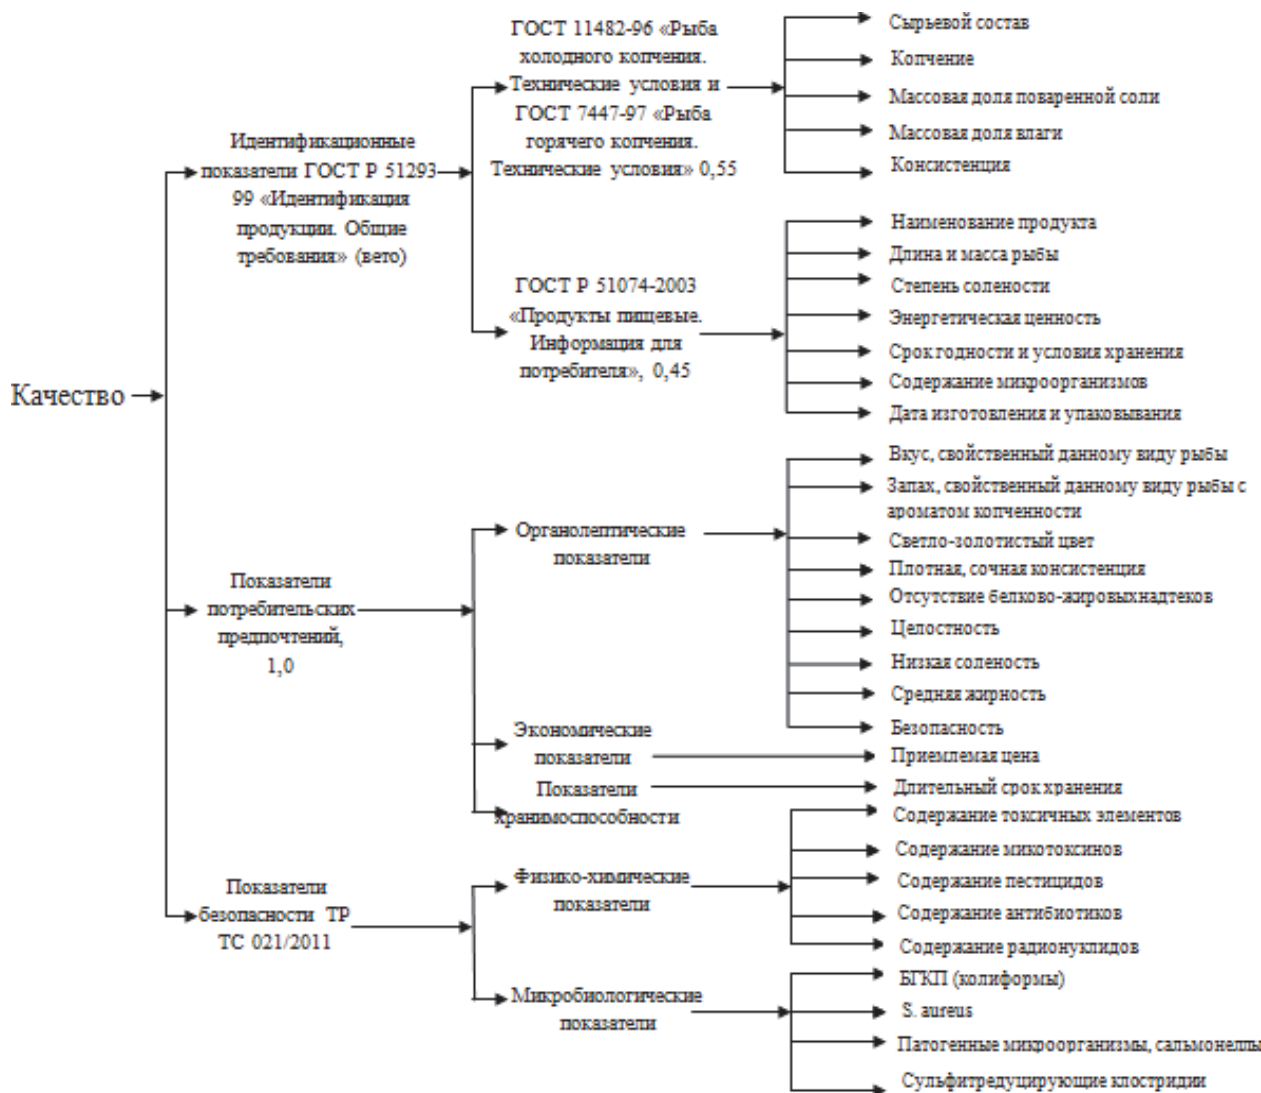 Качество
Идентификационные
показатели ГОСТ Р 51293
99 «Идентификация
продукции. Общие
требования» (вето)
ГОСТ 11482-96 «Рыба
холодного копчения.
Технические условия и
ГОСТ 7447-97 «Рыба
горячего копчения.
Технические условия» 0,55
Сырьевой состав
Копчение
Массовая доля поваренной соли
Массовая доля влаги
Консистенция
ГОСТ Р 51074-2003
«Продукты пищевые.
Информация для
потребителя», 0,45
Наименование продукта
Длина и масса рыбы
Степень солености
Энергетическая ценность
Срок годности и условия хранения
Содержание микроорганизмов
Дата изготовления и упаковывания
Показатели
потребительских
предпочтений,
1,0
Органолептические
показатели
Вкус, свойственный данному виду рыбы
Запах, свойственный данному виду рыбы с
ароматом копченности
Светло-золотистый цвет
Плотная, сочная консистенция
Отсутствие белково-жировыхнадтеков
Целостность
Низкая соленость
Средняя жирность
Безопасность
Экономические
показатели
Приемлемая цена
Показатели
хранимоспособности
Длительный срок хранения
Показатели
безопасности ТР
ТС 021/2011
Физико-химические
показатели
Содержание токсичных элементов
Содержание микотоксинов
Содержание пестицидов
Содержание антибиотиков
Содержание радионуклидов
Микробиологические
показатели
БГКП (колиформы)
S. aureus
Патогенные микроорганизмы, сальмонеллы
Сульфитредуцирующие клостридии